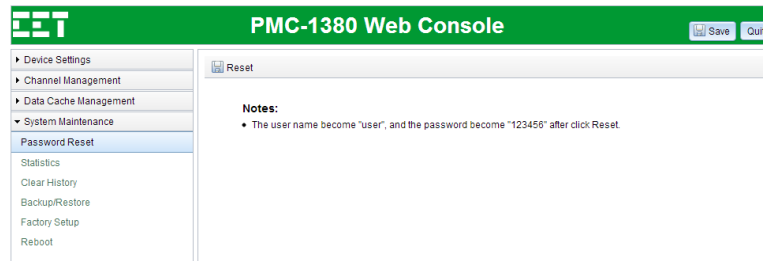 CET
PMC-1380 Web Console
Save
Device Settings
Reset
Channel Management
Data Cache Management
Notes:
System Maintenance
• The user name become "user", and the password become "123456" after click Reset.
Password Reset
Statistics
Clear History
Backup/Restore
Factory Setup
Reboot